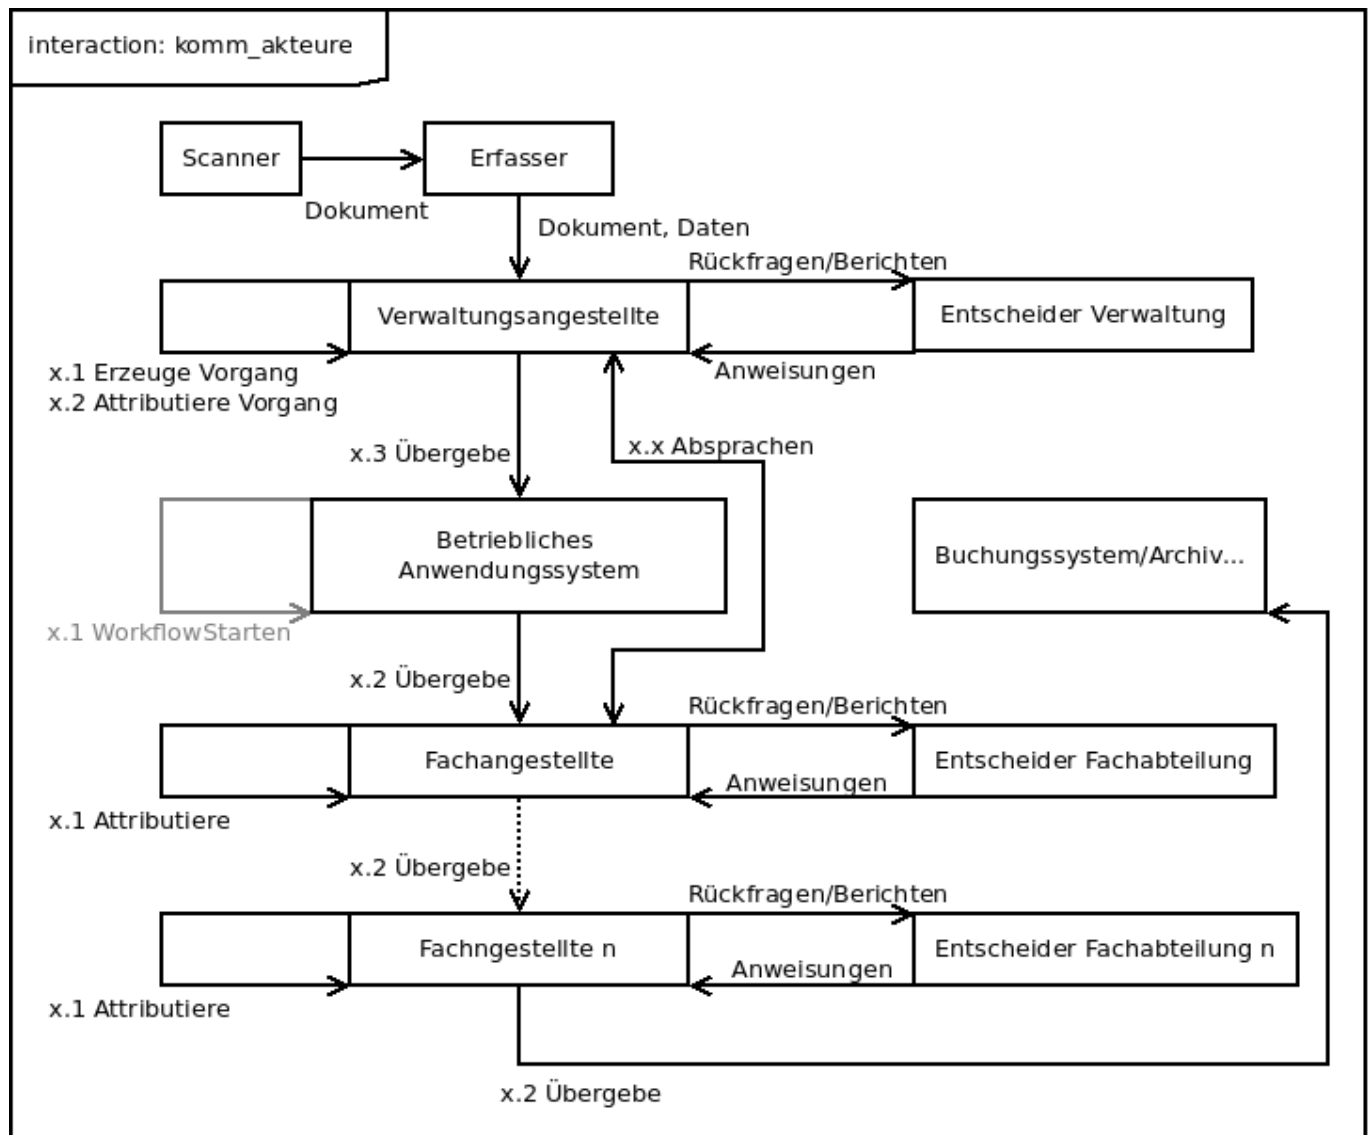 interaction: komm_akteure
Scanner
Erfasser
Dokument
Dokument, Daten
Rückfragen/Berichten
Verwaltungsangestellte
Entscheider Verwaltung
x.1 Erzeuge Vorgang
Anweisungen
x.2 Attributiere Vorgang
x.3 Übergebe
x.x Absprachen
Betriebliches
Anwendungssystem
Buchungssystem/Archiv...
x.1 WorkflowStarten
x.2 Übergebe
Rückfragen/Berichten
Fachangestellte
Entscheider Fachabteilung
Anweisungen
x.1 Attributiere
x.2 Übergebe
Rückfragen/Berichten
Fachngestellte n
Entscheider Fachabteilung n
Anweisungen
x.1 Attributiere
x.2 Übergebe